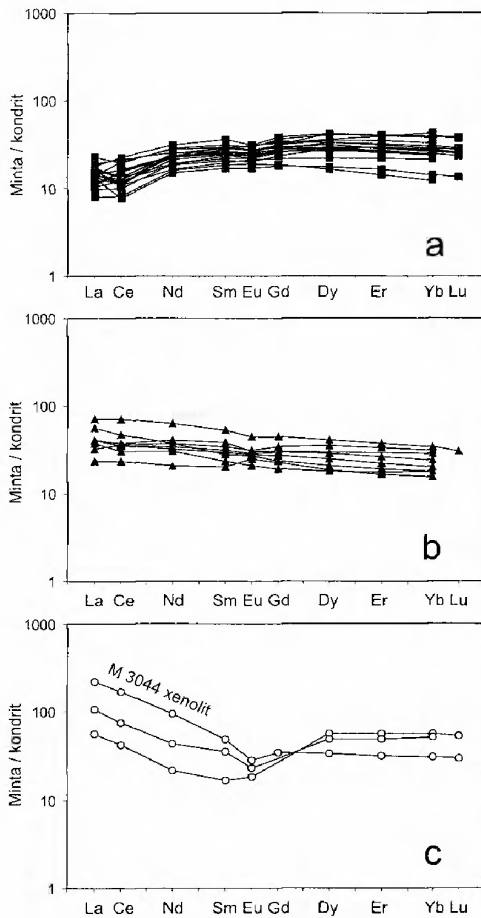 1000
100
10
1
Minta / kondrit
a
La Ce Nd Sm Eu Gd Dy Er Yb Lu
1000
100
10
1
Minta / kondrit
b
La Ce Nd Sm Eu Gd Dy Er Yb Lu
1000
100
10
1
Minta / kondrit
M 3044 xenolit
c
La Ce Nd Sm Eu Gd Dy Er Yb Lu